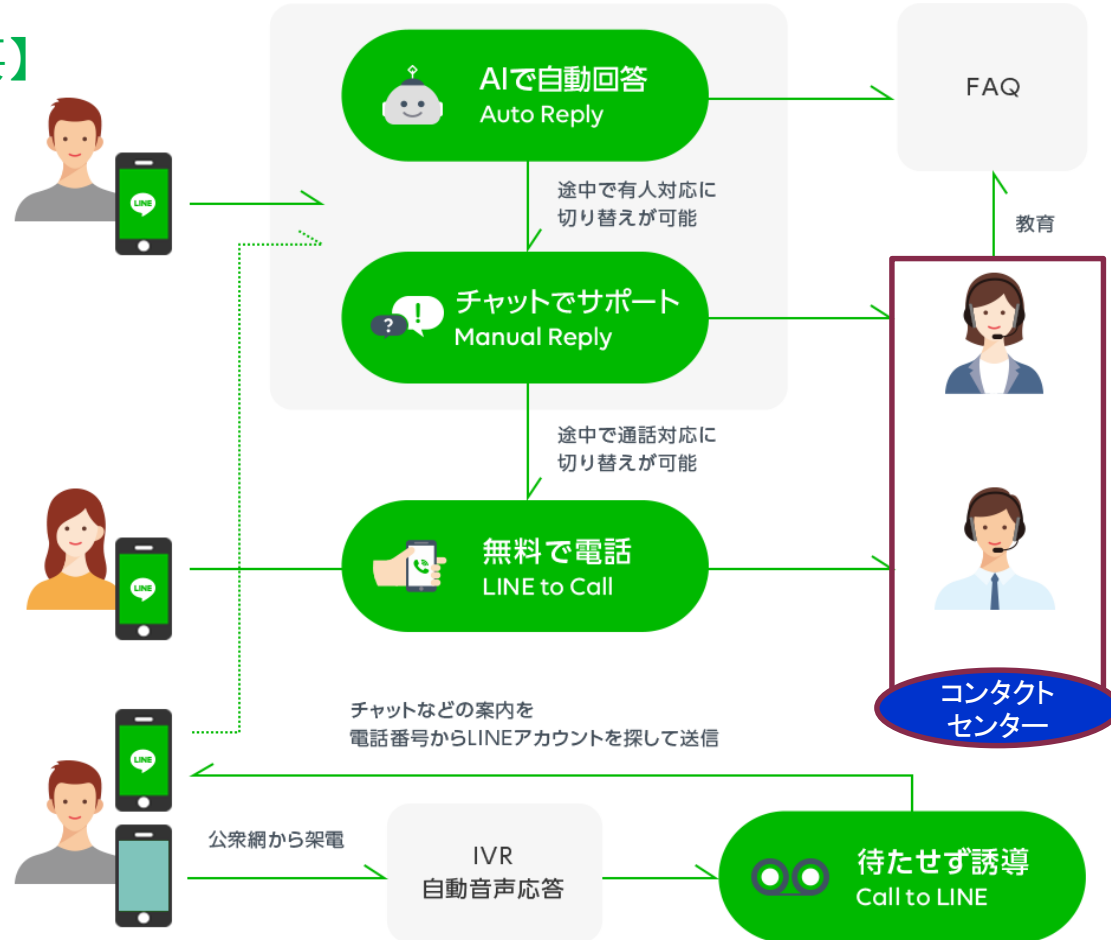 】
AIで自動回答
Auto Reply
FAQ
途中で有人対応に
切り替えが可能
教育
LINE
チャットでサポート
Manual Reply
?
!
途中で通話対応に
切り替えが可能
無料で電話
LINE to Call
LINE
コンタクト
センター
チャットなどの案内を
電話番号からLINEアカウントを探して送信
LINE
公衆網から架電
IVR
自動音声応答
待たせず誘導
Call to LINE